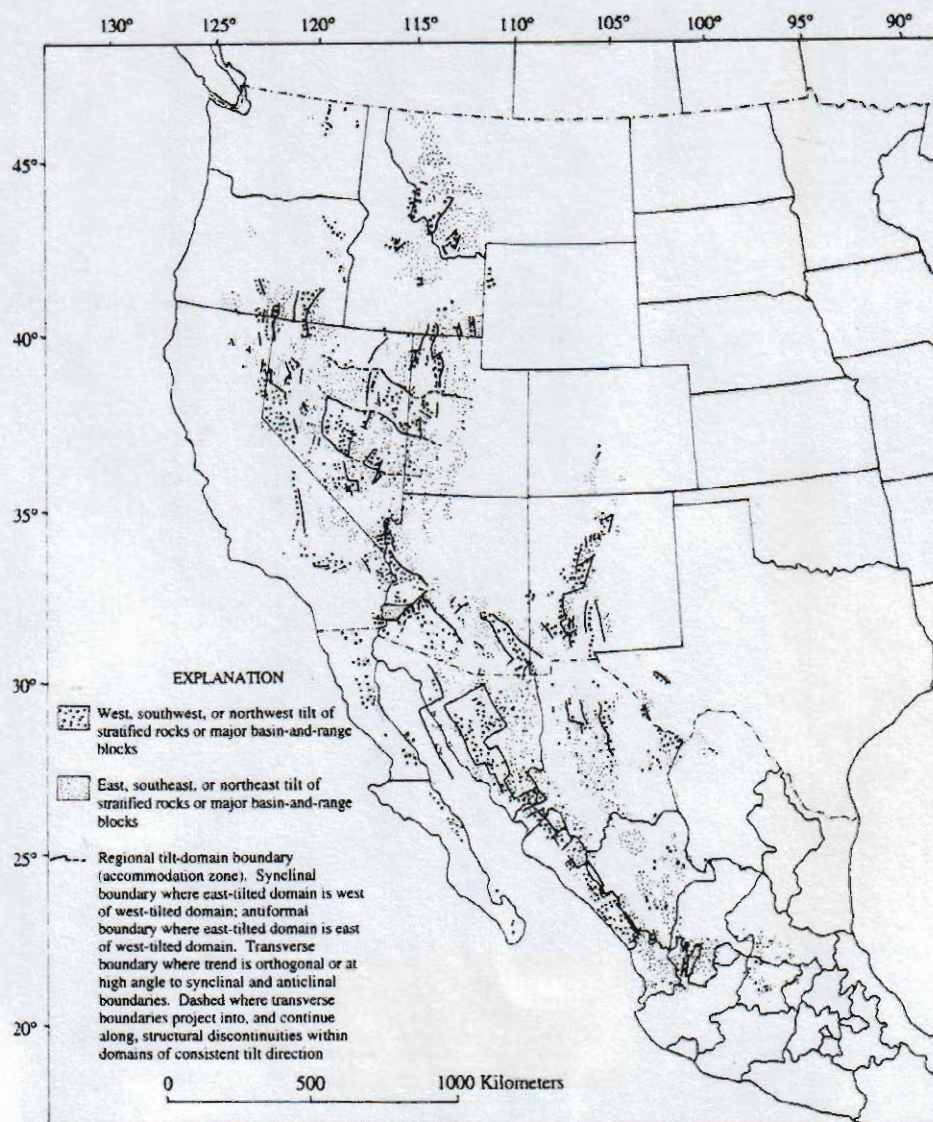 130° 125° 120° 115° 110° 105° 100° 95° 90°
45°
40°
35°
30°
25°
20°
EXPLANATION
West, southwest, or northwest tilt of
stratified rocks or major basin-and-range
blocks
East, southeast, or northeast tilt of
stratified rocks or major basin-and-range
blocks
Regional tilt-domain boundary
(accommodation zone). Synclinal
boundary where east-tilted domain is west
of west-tilted domain; antiformal
boundary where east-tilted domain is east
of west-tilted domain. Transverse
boundary where trend is orthogonal or at
high angle to synclinal and anticlinal
boundaries. Dashed where transverse
boundaries project into, and continue
along, structural discontinuities within
domains of consistent tilt direction
0 500 1000 Kilometers